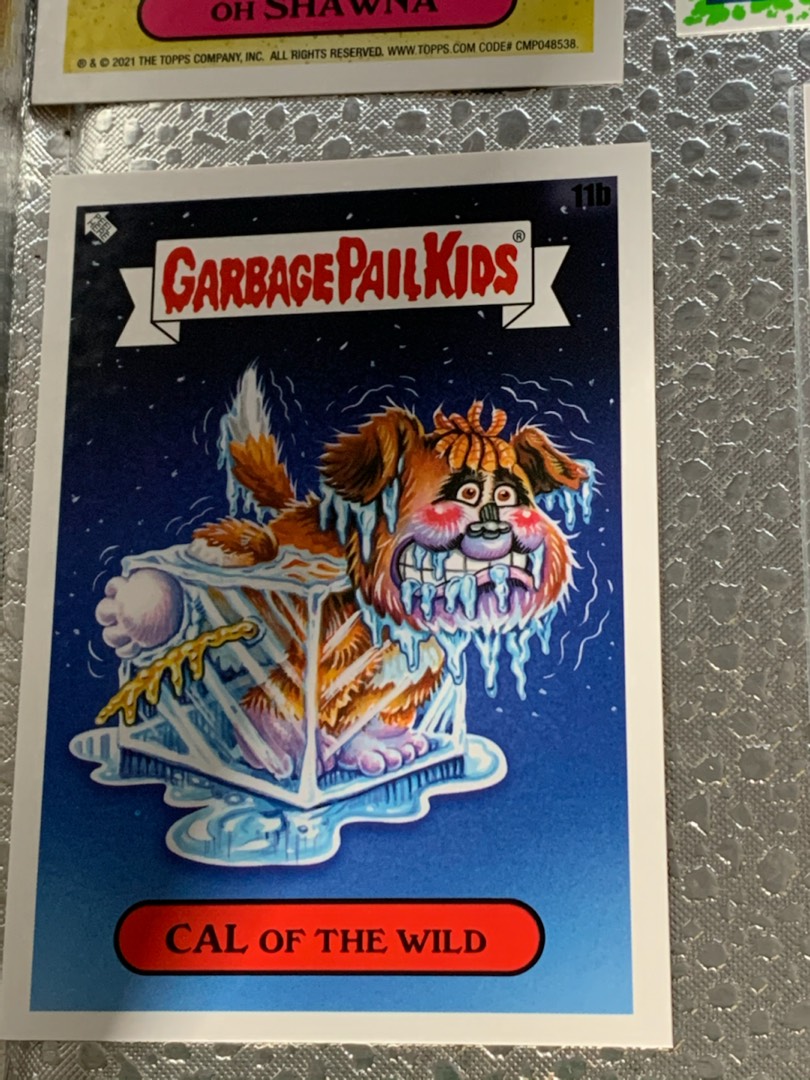 OH SHAWNA
® & © 2021 THE TOPPS COMPANY, INC. ALL RIGHTS RESERVED. WWW.TOPPS.COM CODE# CMP048538.
11b
GARBAGE PAIL KIDS®
CAL OF THE WILD